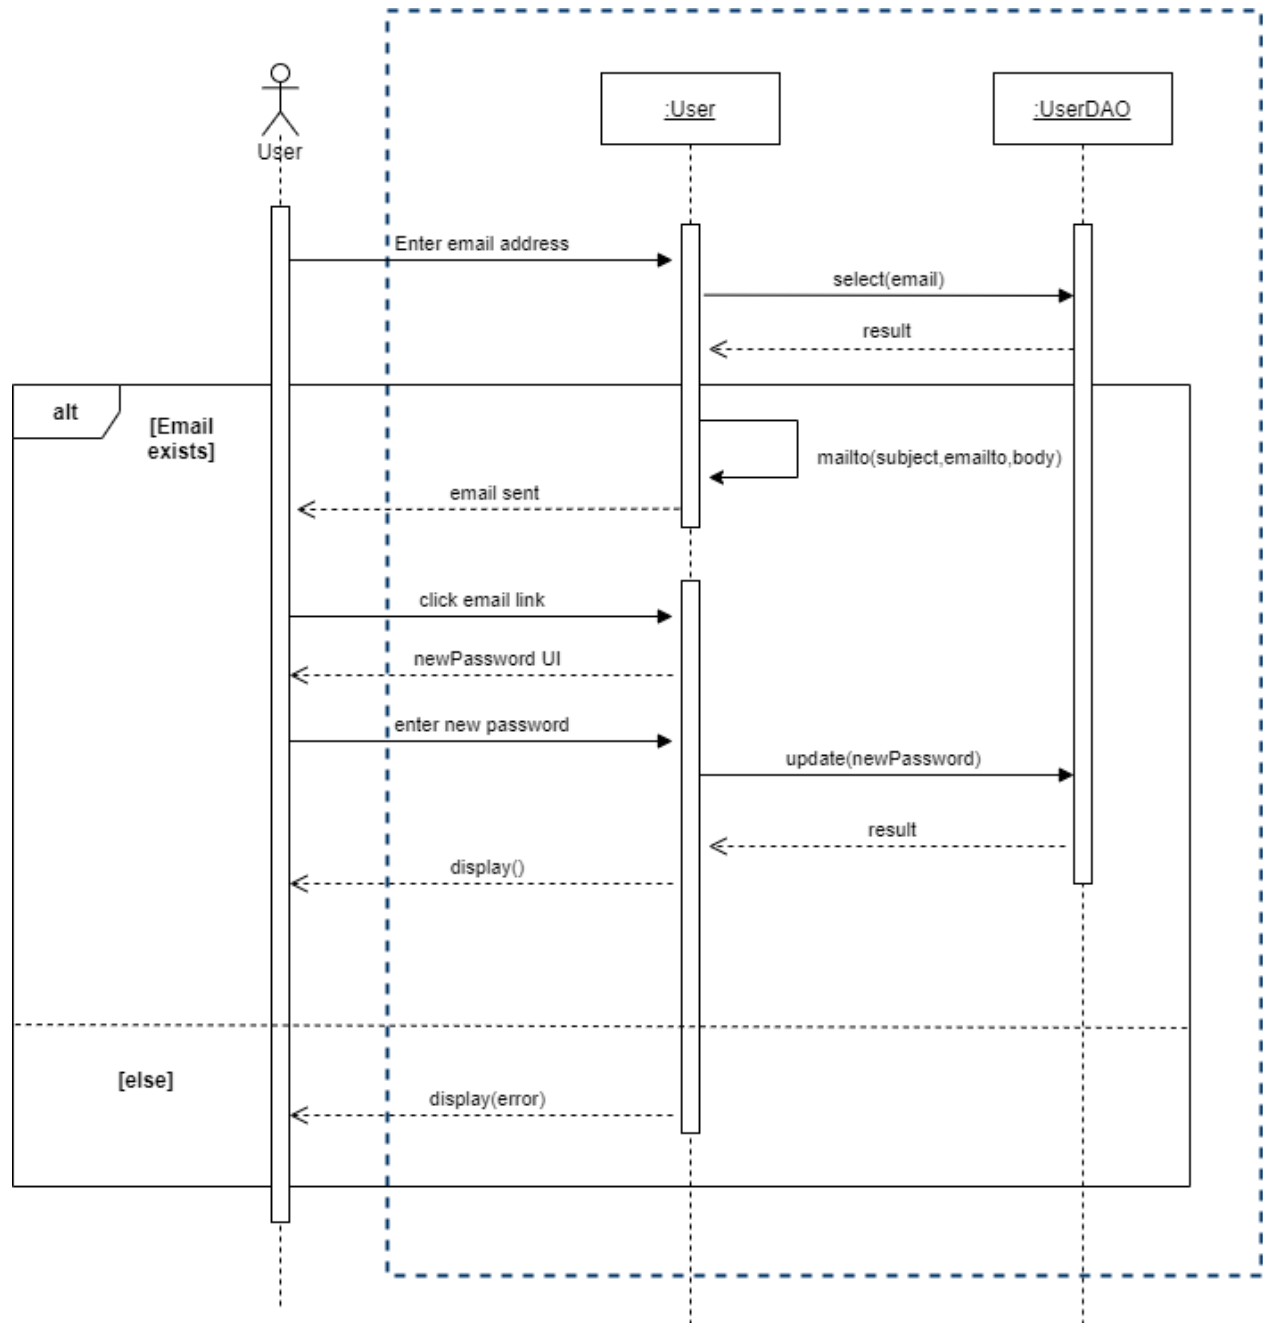 User
:User
:UserDAO
Enter email address
select(email)
result
alt
[Email
exists]
mailto(subject,emailto,body)
email sent
click email link
newPassword UI
enter new password
update(newPassword)
result
display()
[else]
display(error)